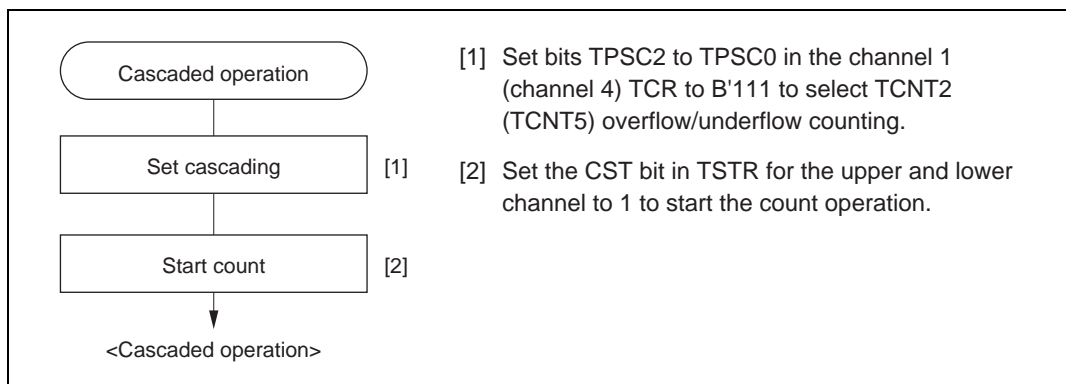 Cascaded operation
Set cascading [1]
Start count [2]
<Cascaded operation>
[1] Set bits TPSC2 to TPSC0 in the channel 1
(channel 4) TCR to B'111 to select TCNT2
(TCNT5) overflow/underflow counting.
[2] Set the CST bit in TSTR for the upper and lower
channel to 1 to start the count operation.